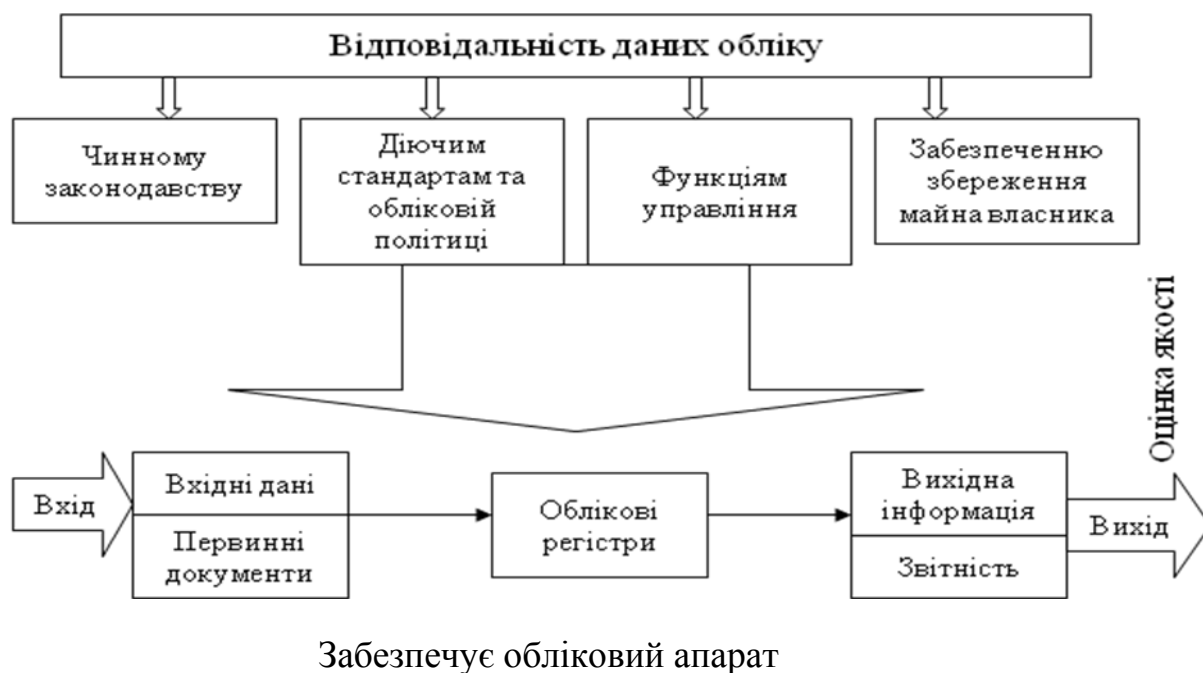 Відповідальність даних обліку
Чинному
законодавству
Діючим
стандартам та
обліковій
політиці
Функціям
управління
Забезпеченню
збереження
майна власника
Оцінка якості
Вхід
Вхідні дані
Первинні
документи
Облікові
регістри
Вихідна
інформація
Звітність
Вихід
Забезпечує обліковий апарат